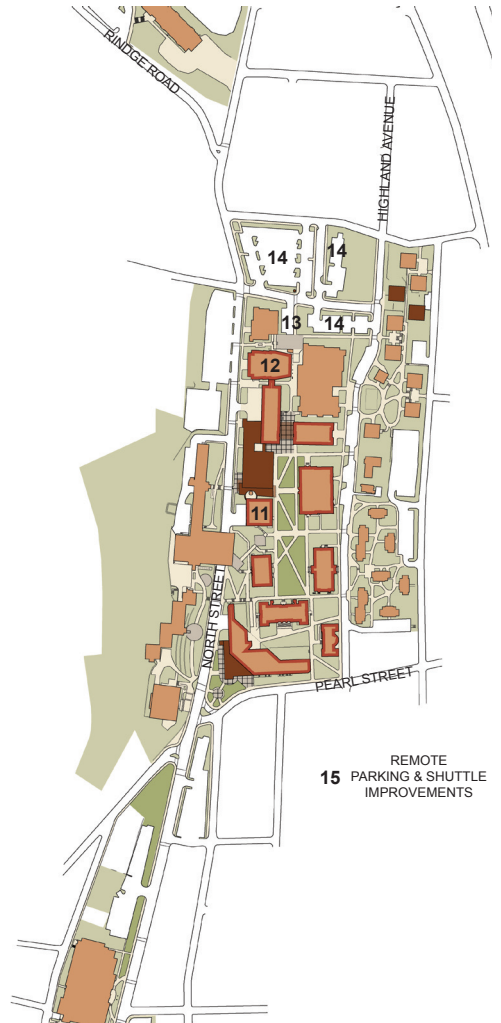 RINDGE ROAD
HIGHLAND AVENUE
14
14
13
14
12
11
NORTH STREET
PEARL STREET
REMOTE
15 PARKING & SHUTTLE
IMPROVEMENTS